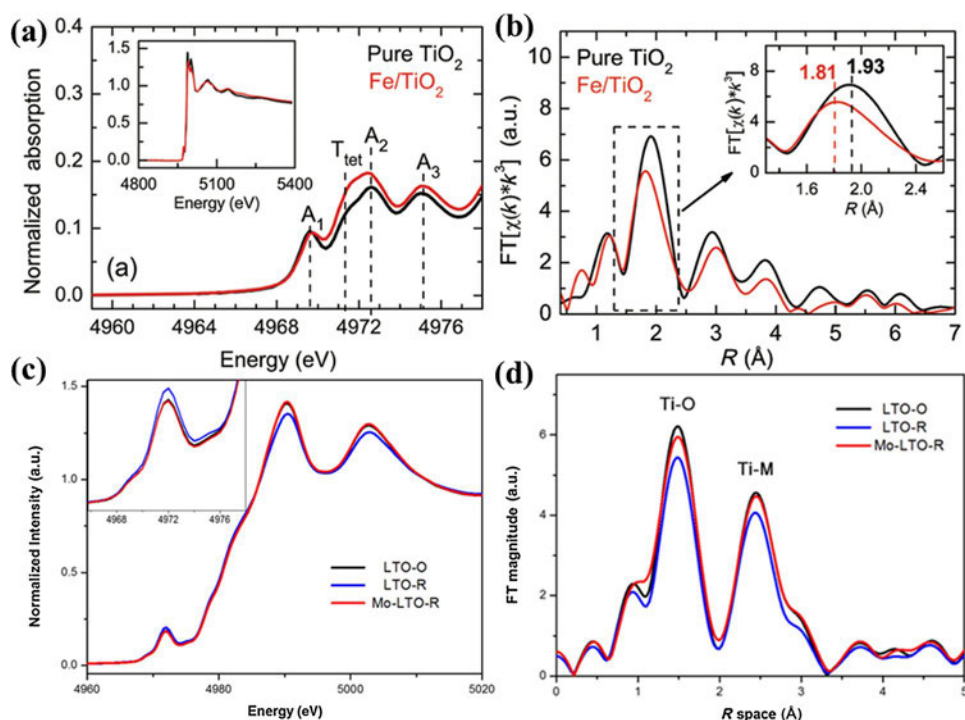 (a)
0.4
0.3
0.2
0.1
0.0
Normalized absorption
1.5
1.0
0.5
0.0
4800
5100
5400
Energy (eV)
Pure TiO₂
Fe/TiO₂
A₁
Tₜₑₜ
A₂
A₃
(a)
4960
4964
4968
4972
4976
Energy (eV)
(b)
10
8
6
4
2
0
FT[χ(k)*k³] (a.u.)
Pure TiO₂
Fe/TiO₂
1.81
1.93
8
4
0
FT[χ(k)*k³]
1.6
2.0
2.4
R (Å)
1
2
3
4
5
6
7
R (Å)
(c)
1.5
1.0
0.5
0.0
Normalized Intensity (a.u.)
4968
4972
4976
LTO-O
LTO-R
Mo-LTO-R
4960
4980
5000
5020
Energy (eV)
(d)
6
4
2
0
FT magnitude (a.u.)
Ti-O
Ti-M
LTO-O
LTO-R
Mo-LTO-R
0
1
2
3
4
5
R space (Å)